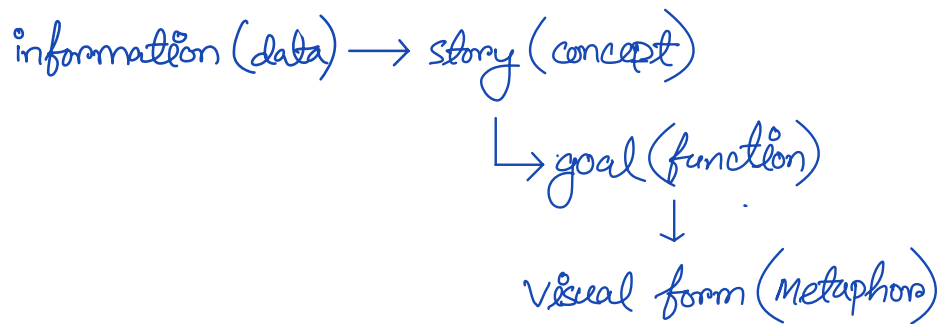 information (data) → story (concept)
↳ goal (function)
↓
visual form (Metaphor)